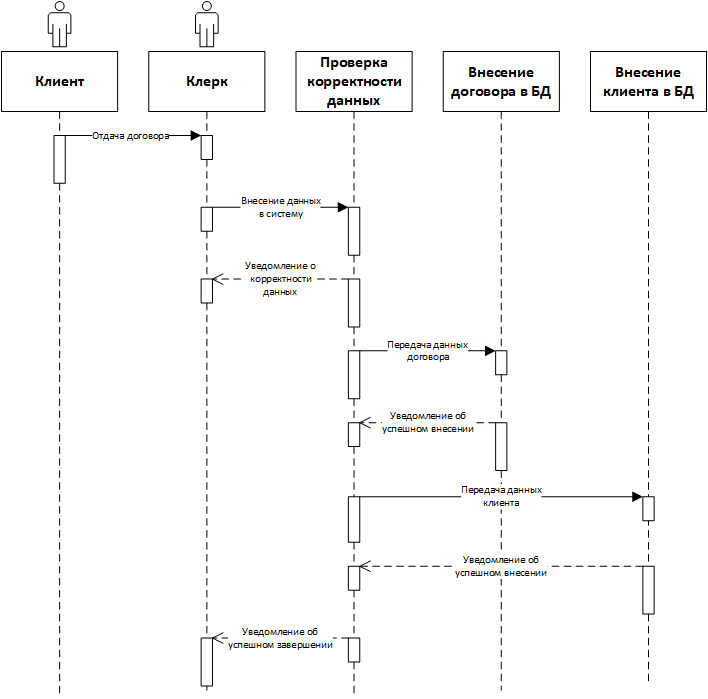 Клиент
Клерк
Проверка
корректности
данных
Внесение
договора в БД
Внесение
клиента в БД
Отдача договора
Внесение данных
в систему
Уведомление о
корректности
данных
Передача данных
договора
Уведомление об
успешном внесении
Передача данных
клиента
Уведомление об
успешном внесении
Уведомление об
успешном завершении